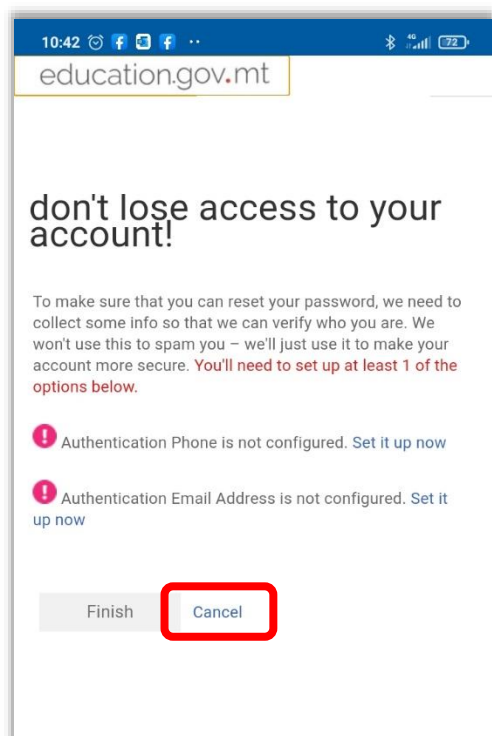 10:42
4G
72
education.gov.mt
don't lose access to your
account!
To make sure that you can reset your password, we need to
collect some info so that we can verify who you are. We
won't use this to spam you – we'll just use it to make your
account more secure. You'll need to set up at least 1 of the
options below.
Authentication Phone is not configured. Set it up now
Authentication Email Address is not configured. Set it
up now
Finish Cancel